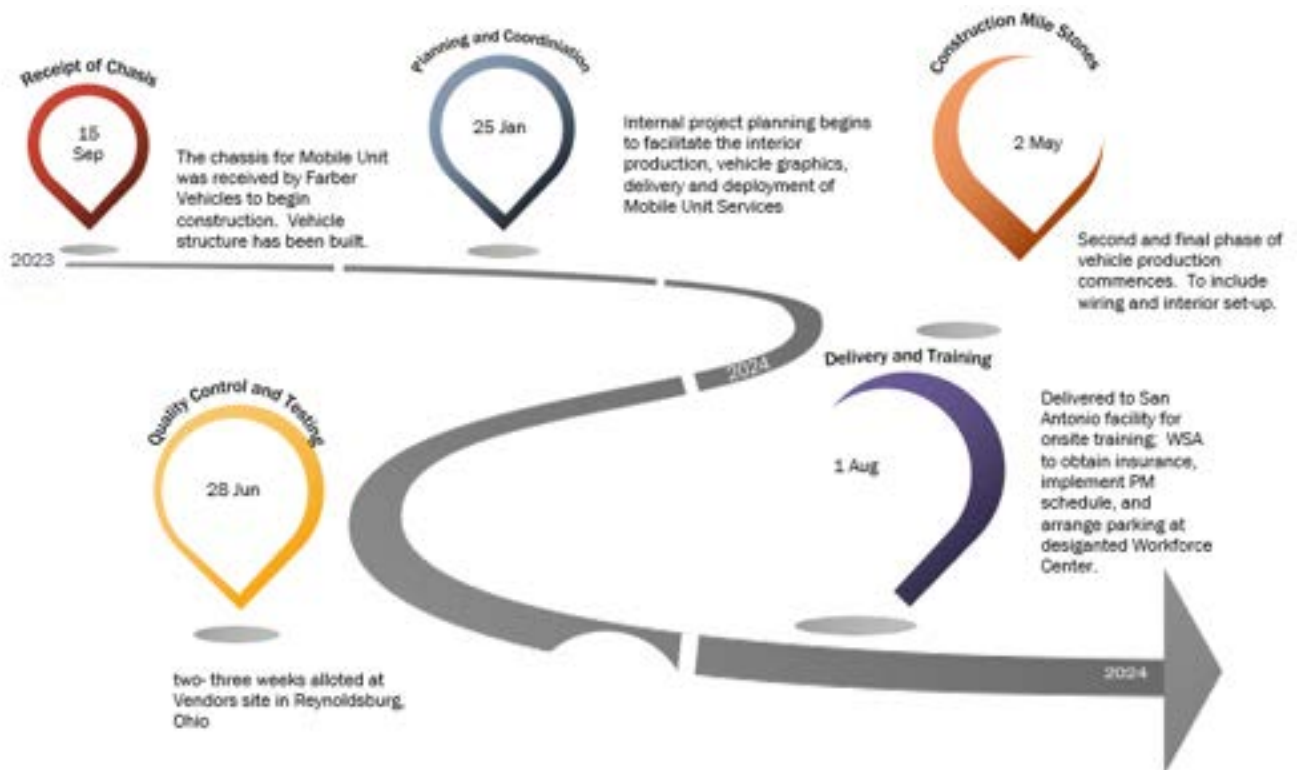 Receipt of Chasis
15
Sep
The chassis for Mobile Unit
was received by Farber
Vehicles to begin
construction. Vehicle
structure has been built.
2023
Planning and Coordiniation
25 Jan
Internal project planning begins
to facilitate the interior
production, vehicle graphics,
delivery and deployment of
Mobile Unit Services
Construction Mile Stones
2 May
Second and final phase of
vehicle production
commences. To include
wiring and interior set-up.
2024
Quality Control and Testing
28 Jun
two- three weeks alloted at
Vendors site in Reynoldsburg,
Ohio
Delivery and Training
1 Aug
Delivered to San
Antonio facility for
onsite training; WSA
to obtain insurance,
implement PM
schedule, and
arrange parking at
desiganted Workforce
Center.
2024